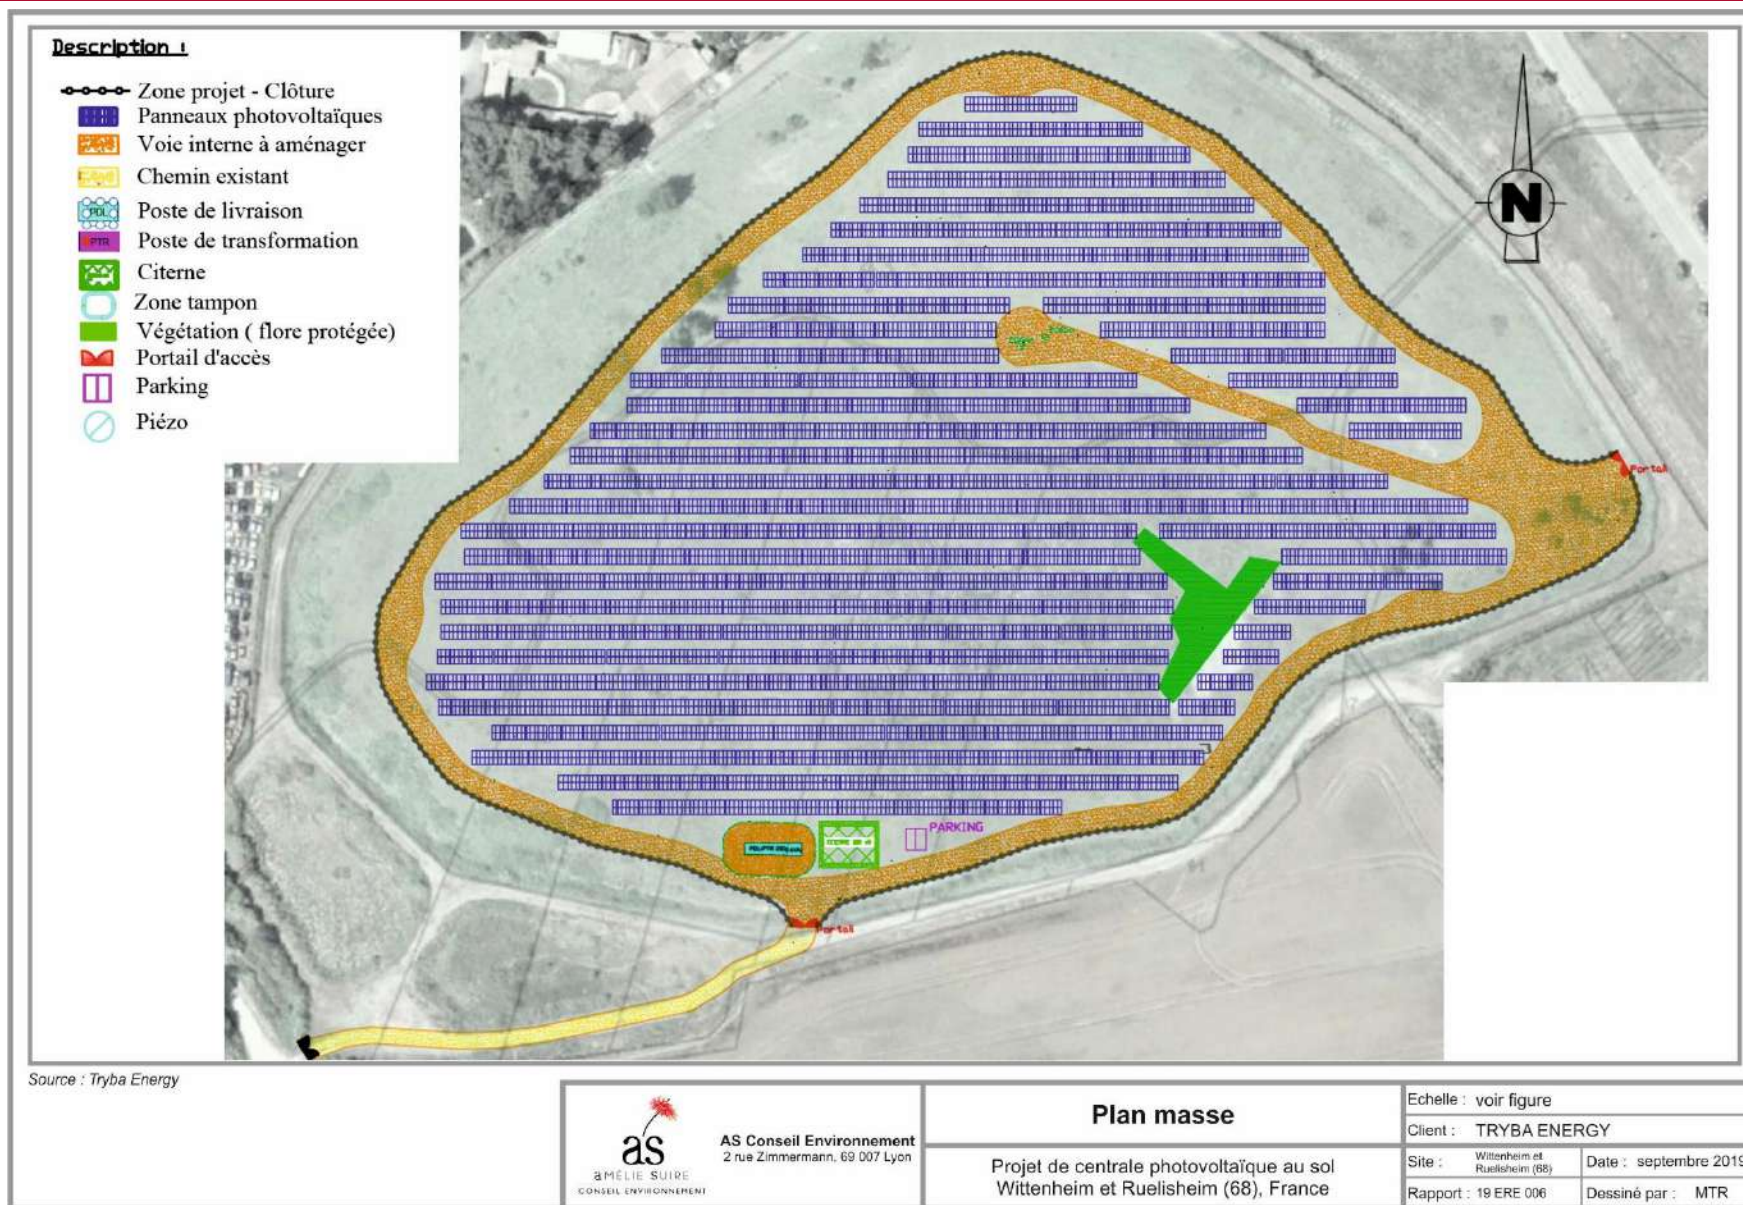 Description :
Zone projet - Clôture
Panneaux photovoltaïques
Voie interne à aménager
Chemin existant
PDL
Poste de livraison
PTR
Poste de transformation
Citerne
Zone tampon
Végétation ( flore protégée)
Portail d'accès
Parking
Piézo
N
Portail
PARKING
Portail
Source : Tryba Energy
as
AMÉLIE SUIRE
CONSEIL ENVIRONNEMENT
AS Conseil Environnement
2 rue Zimmermann, 69 007 Lyon
Plan masse
Projet de centrale photovoltaïque au sol
Wittenheim et Ruelisheim (68), France
Echelle : voir figure
Client : TRYBA ENERGY
Site : Wittenheim et
Ruelisheim (68)
Date : septembre 2019
Rapport : 19 ERE 006
Dessiné par : MTR